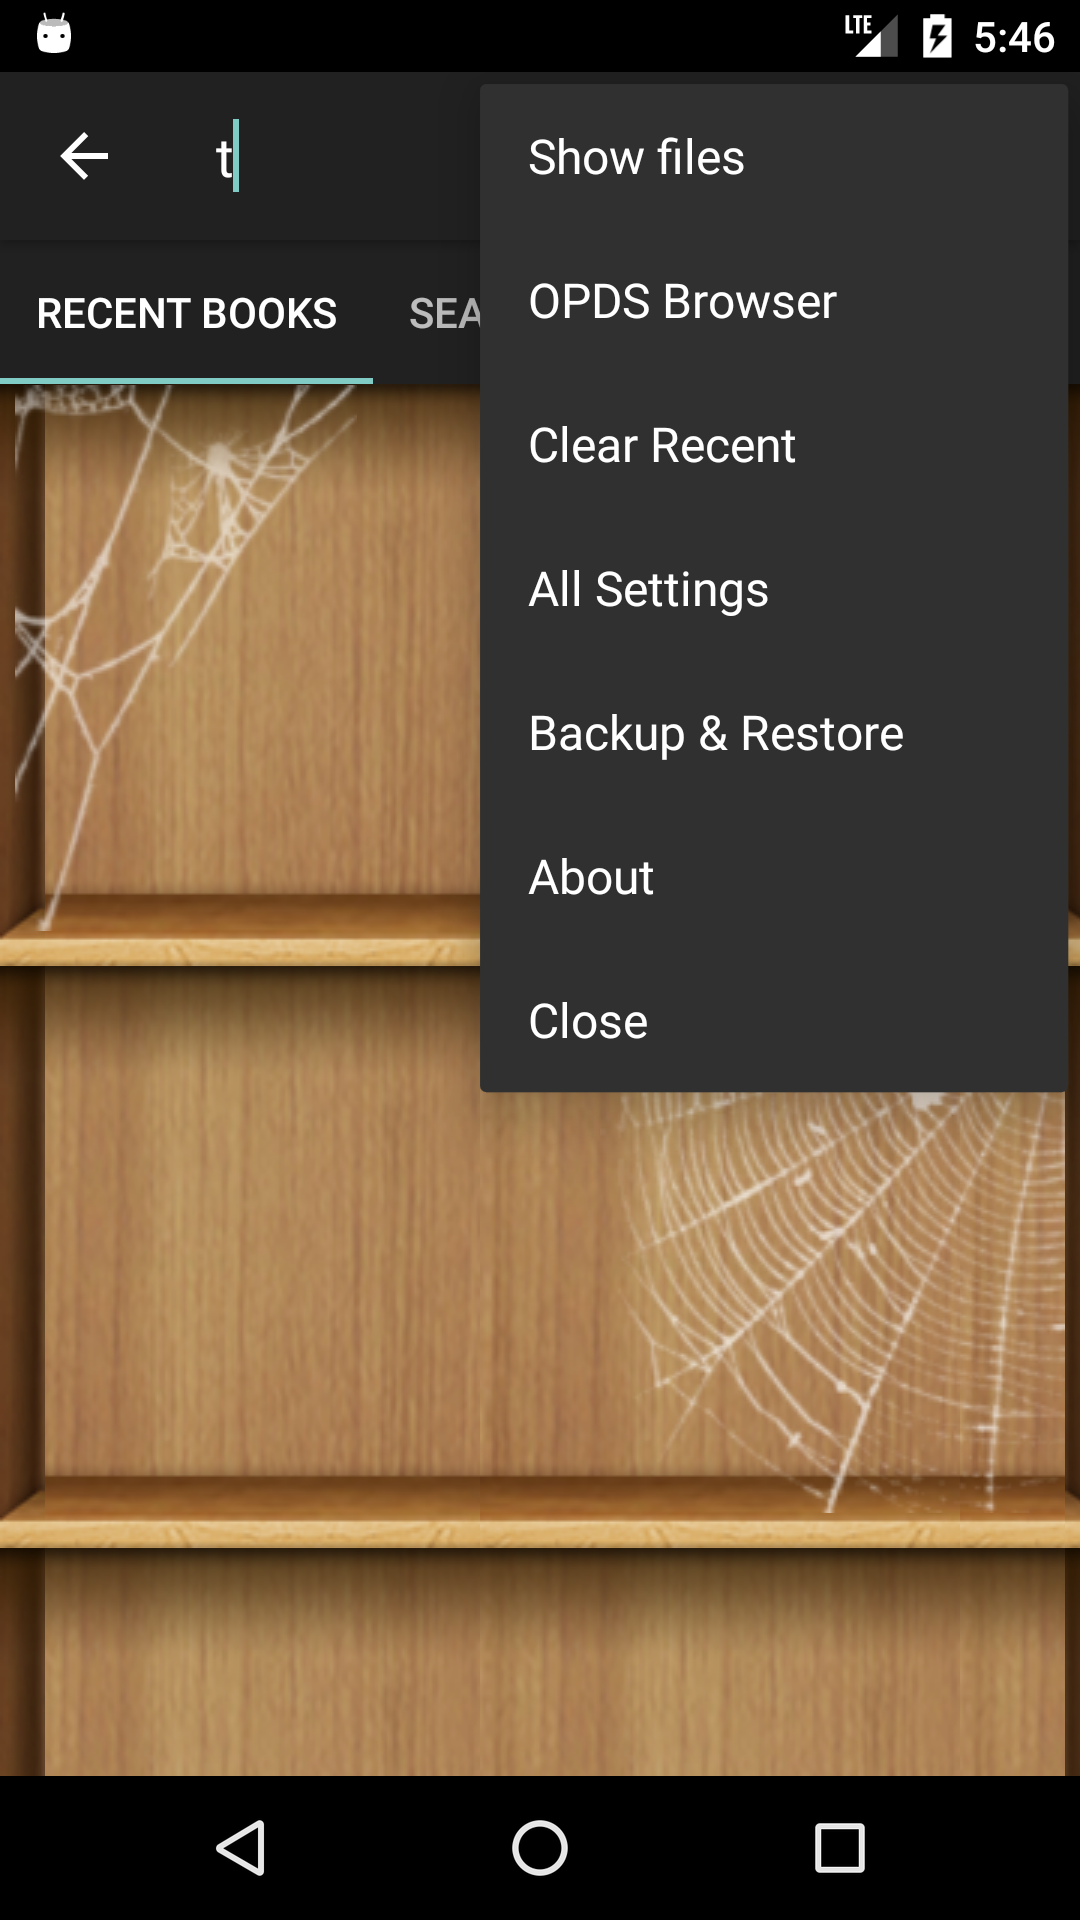 LTE 5:46
t
Show files
RECENT BOOKS SEA
OPDS Browser
Clear Recent
All Settings
Backup & Restore
About
Close